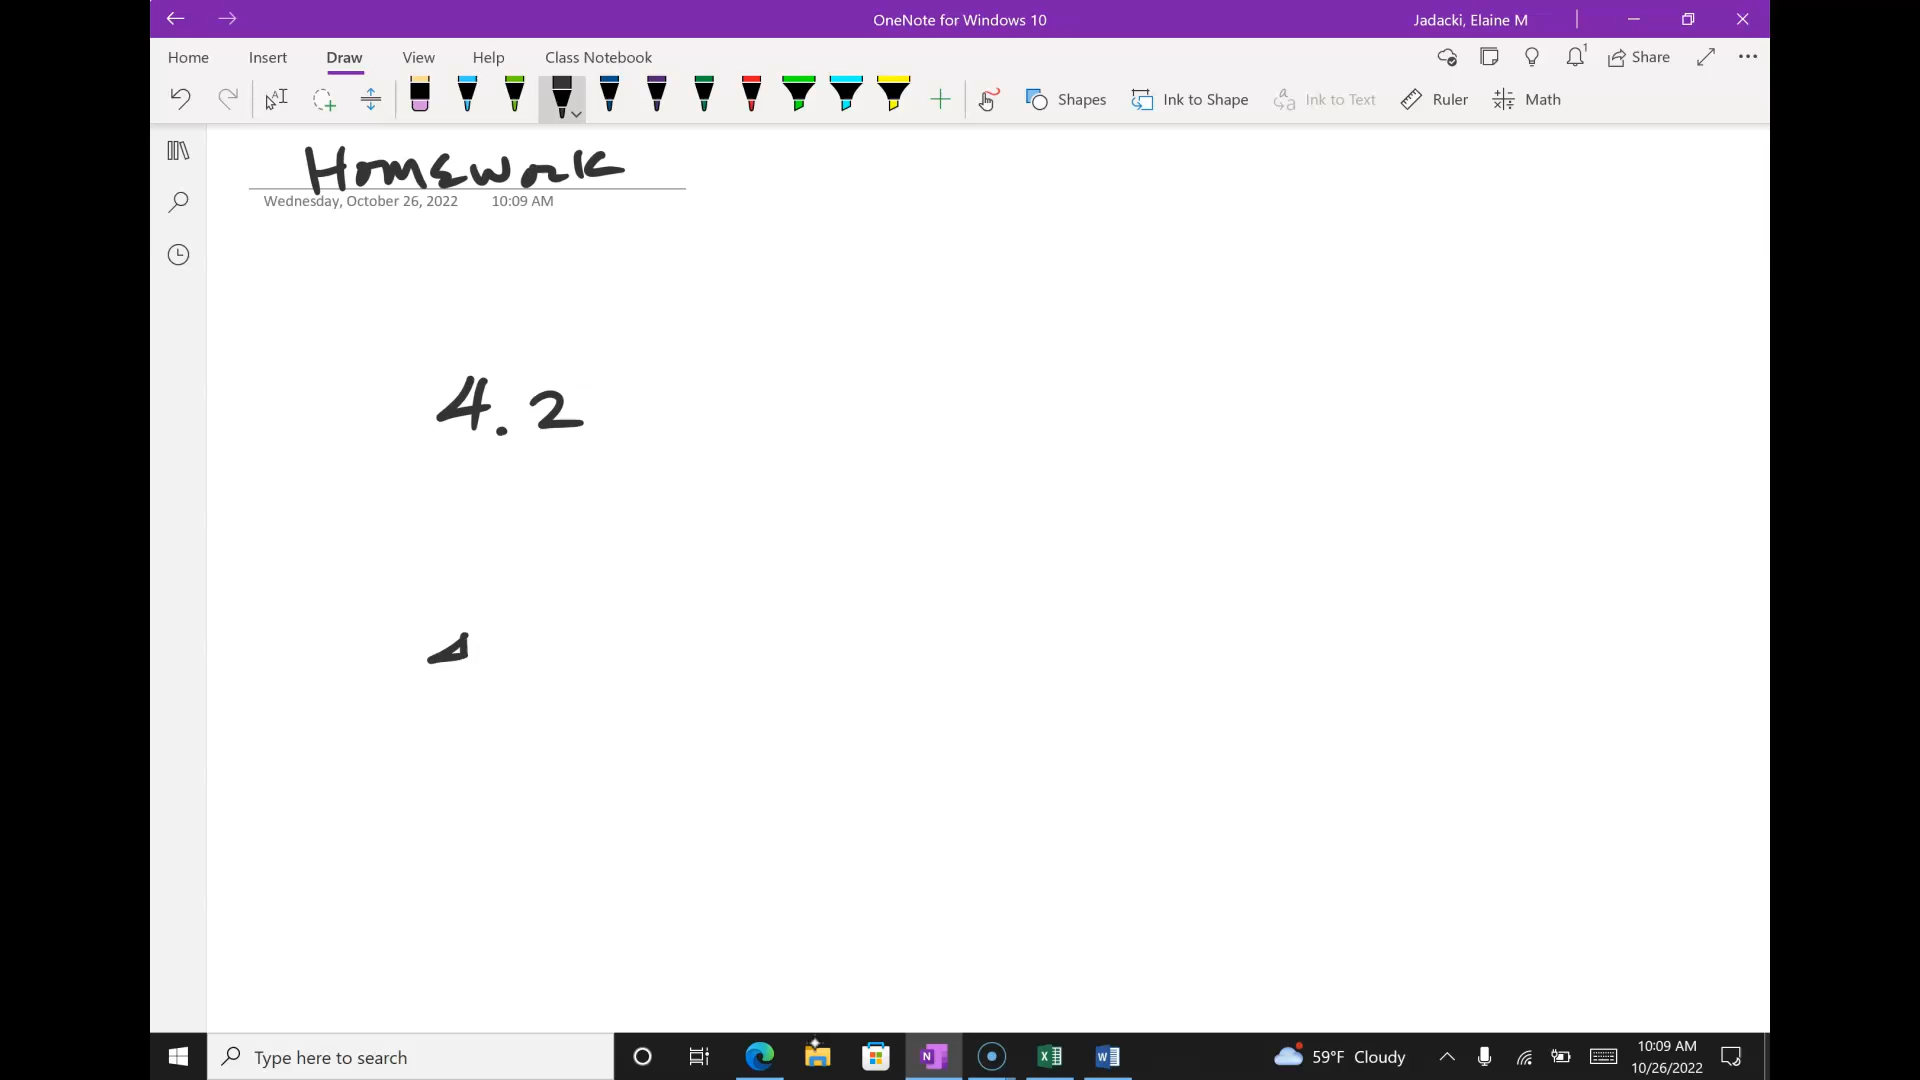 OneNote for Windows 10
Jadacki, Elaine M
Home Insert Draw View Help Class Notebook
1 Share
Shapes Ink to Shape Ink to Text Ruler Math
Homework
Wednesday, October 26, 2022 10:09 AM
4.2
4
Type here to search
59°F Cloudy
10:09 AM
10/26/2022